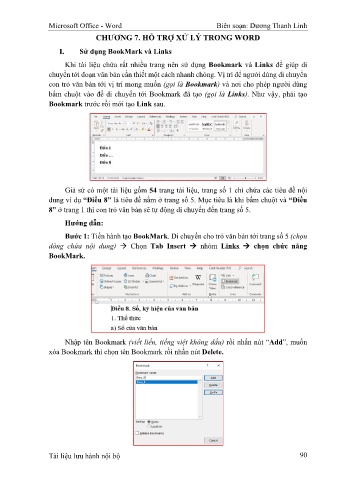 Microsoft Office - Word Biên soạn: Dương Thanh Linh
CHƯƠNG 7. HỖ TRỢ XỬ LÝ TRONG WORD
I. Sử dụng BookMark và Links
Khi tài liệu chứa rất nhiều trang nên sử dụng Bookmark và Links để giúp di
chuyển tới đoạn văn bản cần thiết một cách nhanh chóng. Vị trí để người dùng di chuyển
con trỏ văn bản tới vị trí mong muốn (gọi là Bookmark) và nơi cho phép người dùng
bấm chuột vào để di chuyển tới Bookmark đã tạo (gọi là Links). Như vậy, phải tạo
Bookmark trước rồi mới tạo Link sau.
Điều 1
Điều ...
Điều 8
Giả sử có một tài liệu gồm 54 trang tài liệu, trang số 1 chỉ chứa các tiêu đề nội
dung ví dụ “Điều 8” là tiêu đề nằm ở trang số 5. Mục tiêu là khi bấm chuột và “Điều
8” ở trang 1 thì con trỏ văn bản sẽ tự động di chuyển đến trang số 5.
Hướng dẫn:
Bước 1: Tiến hành tạo BookMark. Di chuyển cho trỏ văn bản tới trang số 5 (chọn
dòng chứa nội dung) → Chọn Tab Insert → nhóm Links → chọn chức năng
BookMark.
Điều 8. Số, ký hiệu của văn bản
1. Thể thức
a) Số của văn bản
Nhập tên Bookmark (viết liền, tiếng việt không dấu) rồi nhấn nút “Add”, muốn
xóa Bookmark thì chọn tên Bookmark rồi nhấn nút Delete.
Bookmark
Bookmark name:
Add
Delete
Go To
Sort by: Name
Location
Hidden bookmarks
Cancel
Tài liệu lưu hành nội bộ 90